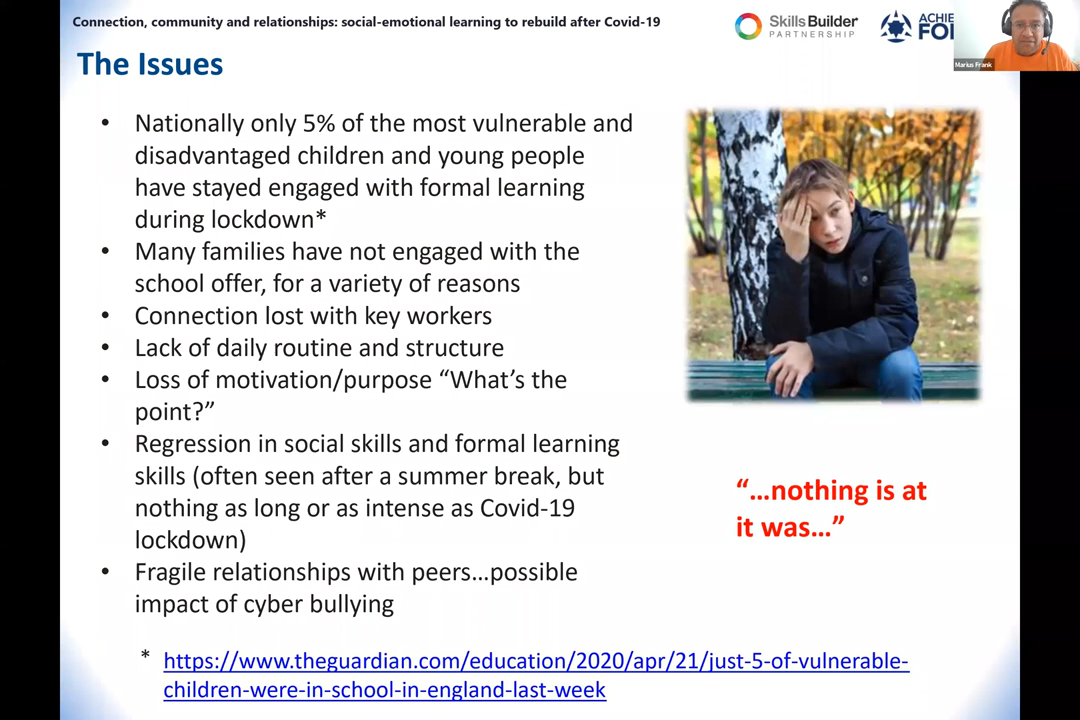 Connection, community and relationships: social-emotional learning to rebuild after Covid-19
SkillsBuilder
PARTNERSHIP
Marius Frank
The Issues
• Nationally only 5% of the most vulnerable and
disadvantaged children and young people
have stayed engaged with formal learning
during lockdown*
• Many families have not engaged with the
school offer, for a variety of reasons
• Connection lost with key workers
• Lack of daily routine and structure
• Loss of motivation/purpose “What’s the
point?”
• Regression in social skills and formal learning
skills (often seen after a summer break, but
nothing as long or as intense as Covid-19
lockdown)
• Fragile relationships with peers…possible
impact of cyber bullying
“…nothing is at
it was…”
* https://www.theguardian.com/education/2020/apr/21/just-5-of-vulnerable-
children-were-in-school-in-england-last-week